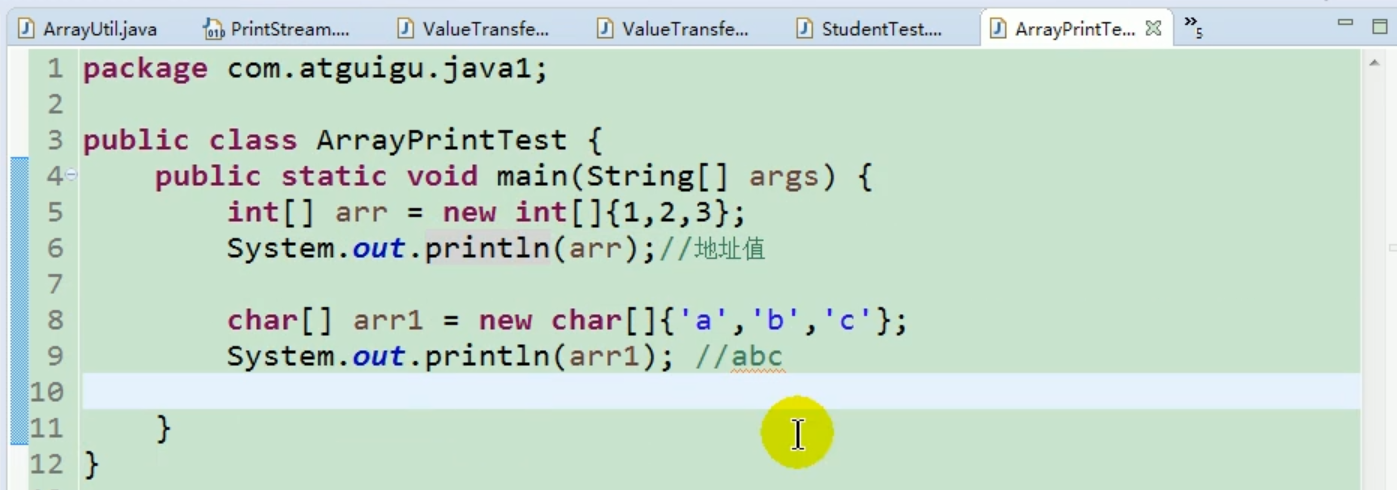 ArrayUtil.java PrintStream.... ValueTransfe... ValueTransfe... StudentTest.... ArrayPrintTe... »5
1 package com.atguigu.java1;
2
3 public class ArrayPrintTest {
4 public static void main(String[] args) {
5 int[] arr = new int[]{1,2,3};
6 System.out.println(arr);//地址值
7
8 char[] arr1 = new char[]{'a','b','c'};
9 System.out.println(arr1); //abc
10
11 }
12 }